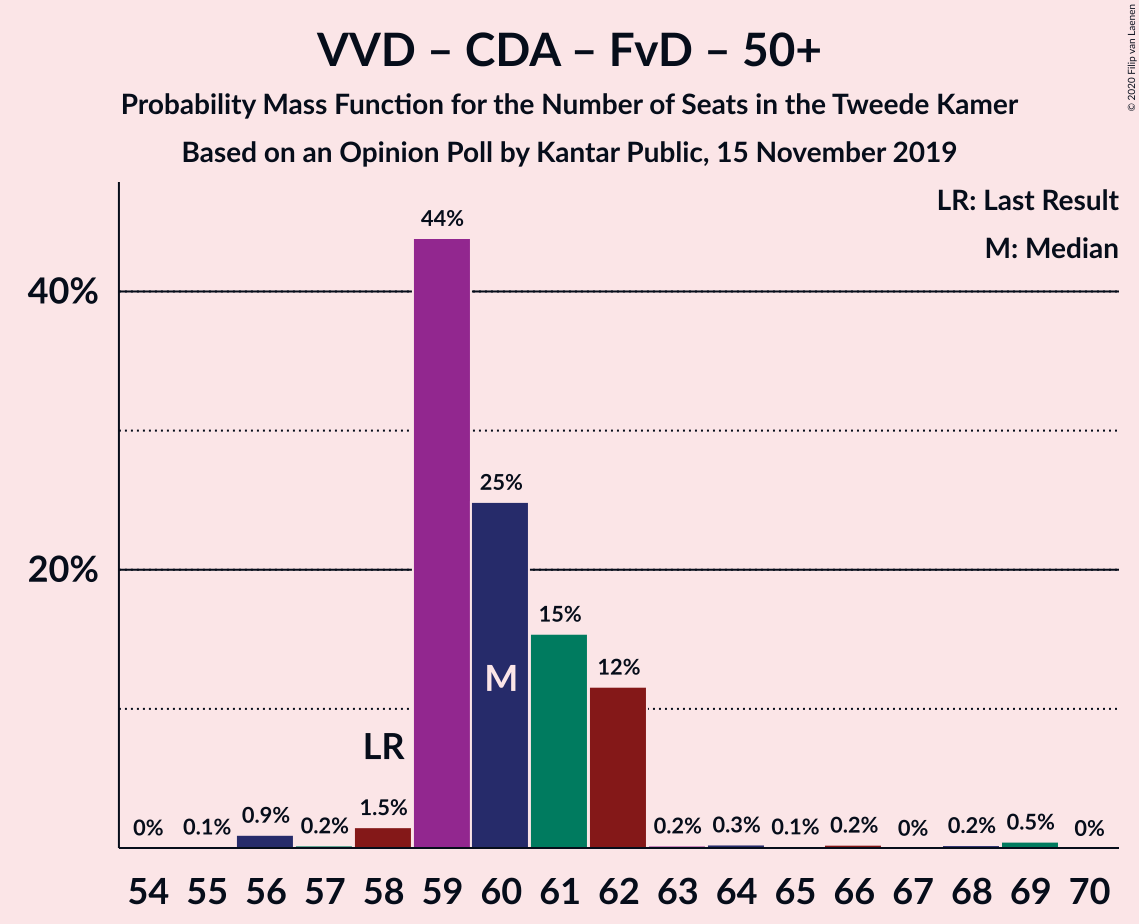 VVD – CDA – FvD – 50+
Probability Mass Function for the Number of Seats in the Tweede Kamer
Based on an Opinion Poll by Kantar Public, 15 November 2019
© 2020 Filip van Laenen
LR: Last Result
M: Median
40%
20%
0%
0.1%
0.9%
0.2%
1.5%
44%
25%
15%
12%
0.2%
0.3%
0.1%
0.2%
0%
0.2%
0.5%
0%
LR
M
54 55 56 57 58 59 60 61 62 63 64 65 66 67 68 69 70